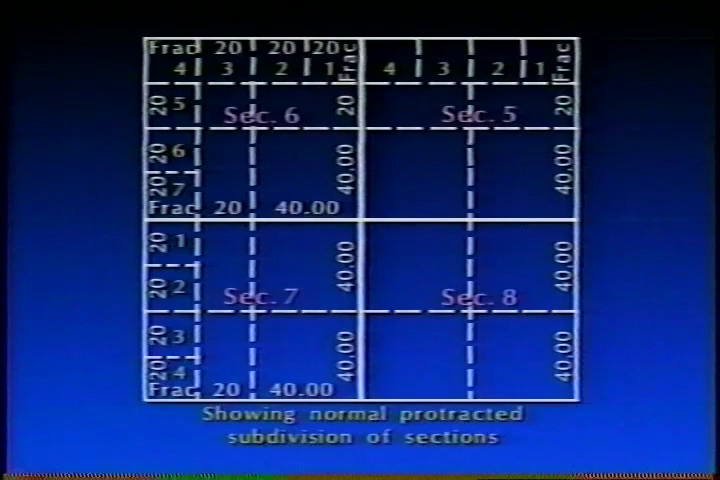 Frac 20 20 20 Frac Frac
4 3 2 1 4 3 2 1
20 5 Sec. 6 20 Sec. 5 20
20 6 40.00 40.00
20 7
Frac 20 40.00
20 1 40.00 40.00
20 2 Sec. 7 Sec. 8
20 3 40.00 40.00
20 4
Frac 20 40.00
Showing normal protracted
subdivision of sections